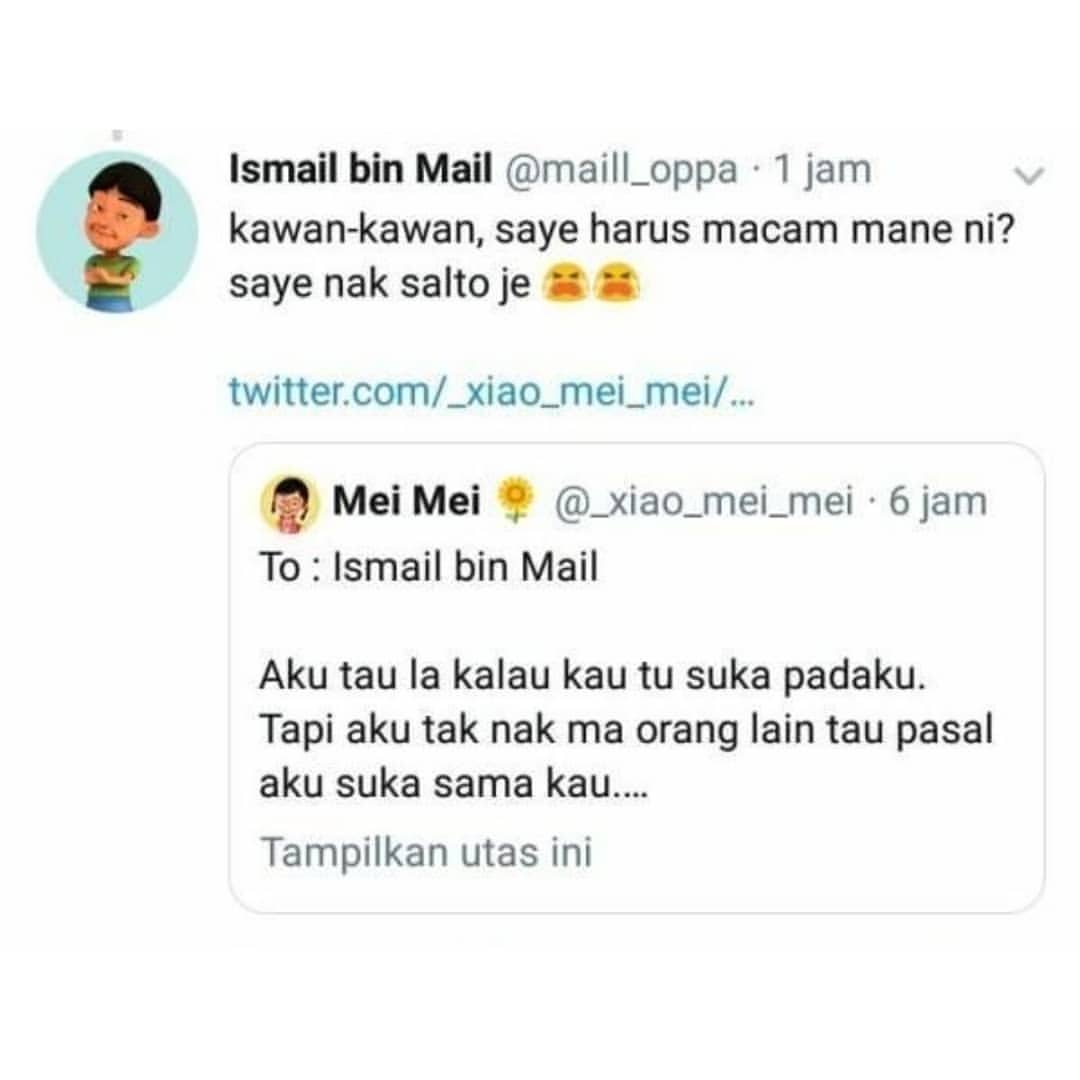 Ismail bin Mail @maill_oppa · 1 jam
kawan-kawan, saye harus macam mane ni?
saye nak salto je 😫😫
twitter.com/_xiao_mei_mei/...
Mei Mei 🌻 @_xiao_mei_mei · 6 jam
To : Ismail bin Mail
Aku tau la kalau kau tu suka padaku.
Tapi aku tak nak ma orang lain tau pasal
aku suka sama kau....
Tampilkan utas ini